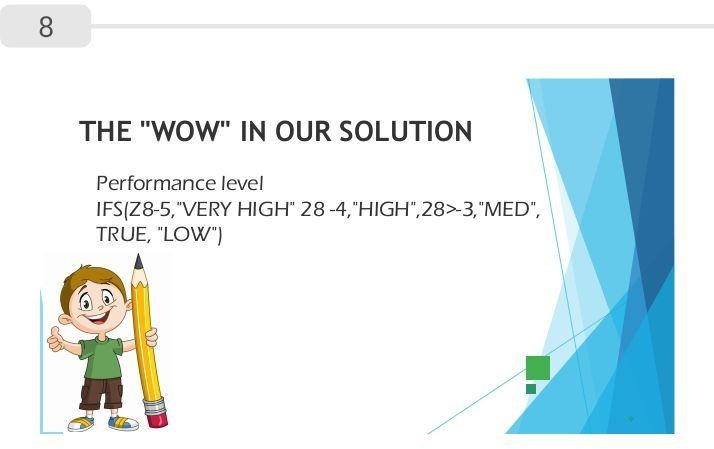 8
THE "WOW" IN OUR SOLUTION
Performance level
IFS(Z8-5,"VERY HIGH" 28 -4,"HIGH",28>-3,"MED",
TRUE, "LOW")